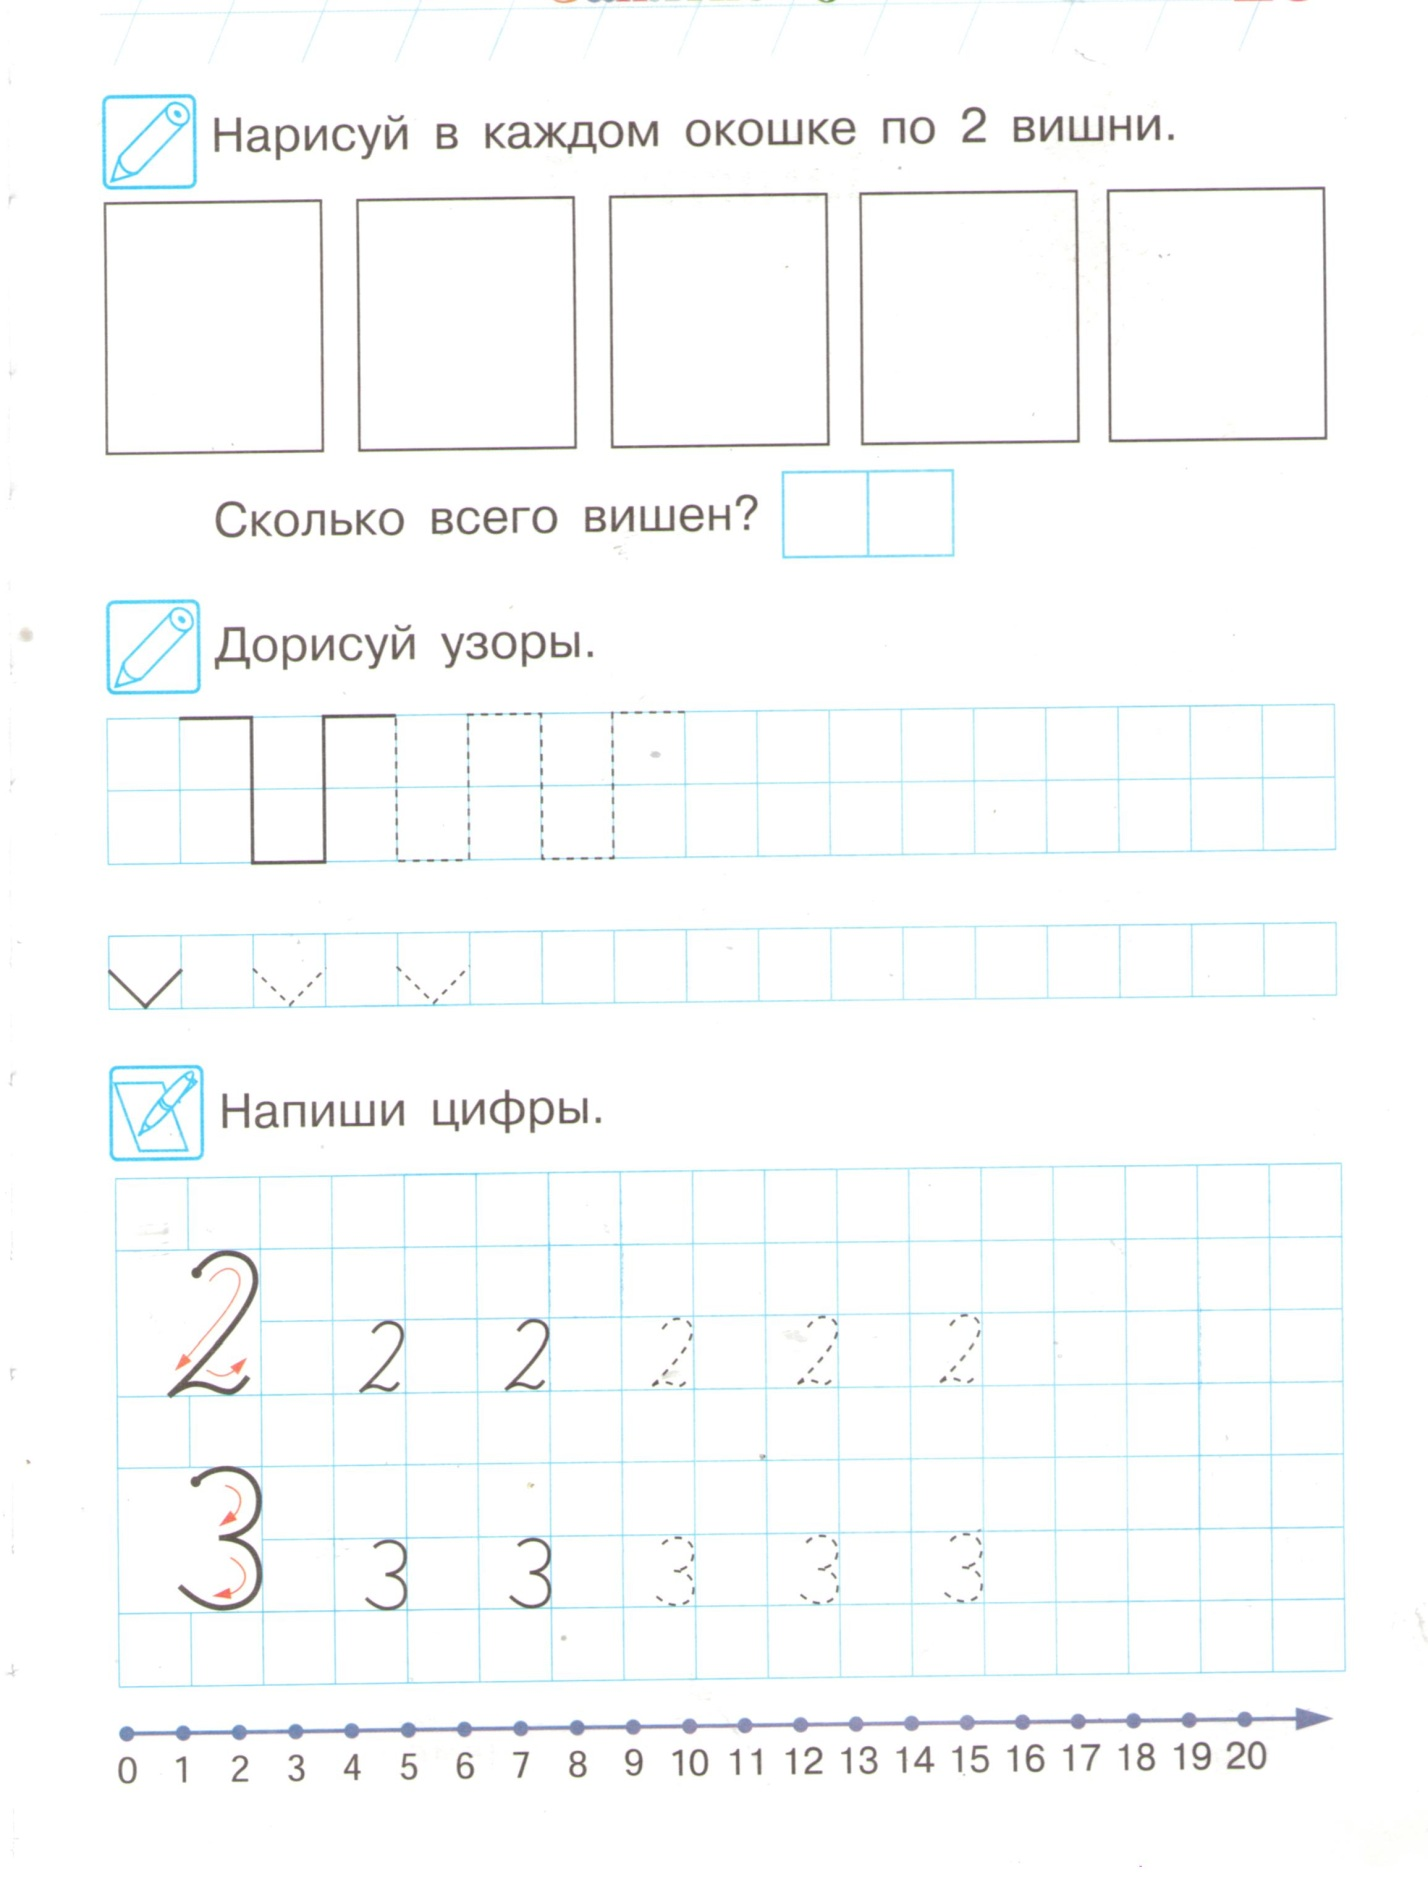 Нарисуй в каждом окошке по 2 вишни.
Сколько всего вишен?
Дорисуй узоры.
Напиши цифры.
2 2 2 2 2 2
3 3 3 3 3 3
0 1 2 3 4 5 6 7 8 9 10 11 12 13 14 15 16 17 18 19 20